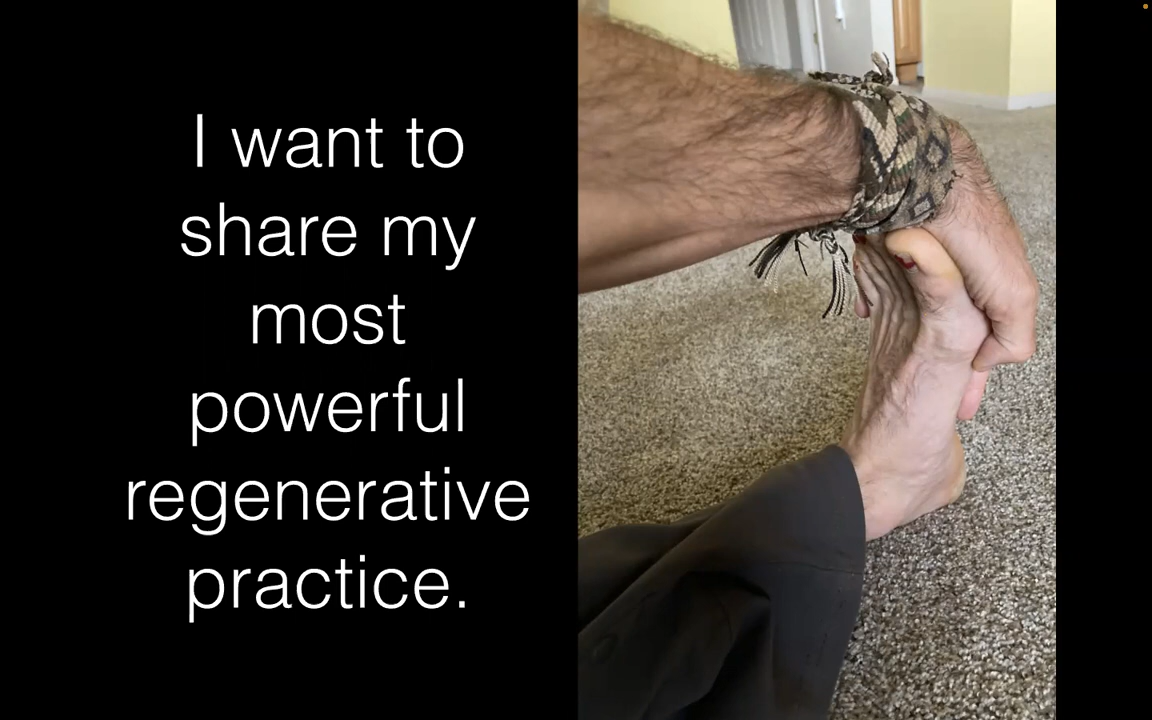 I want to
share my
most
powerful
regenerative
practice.